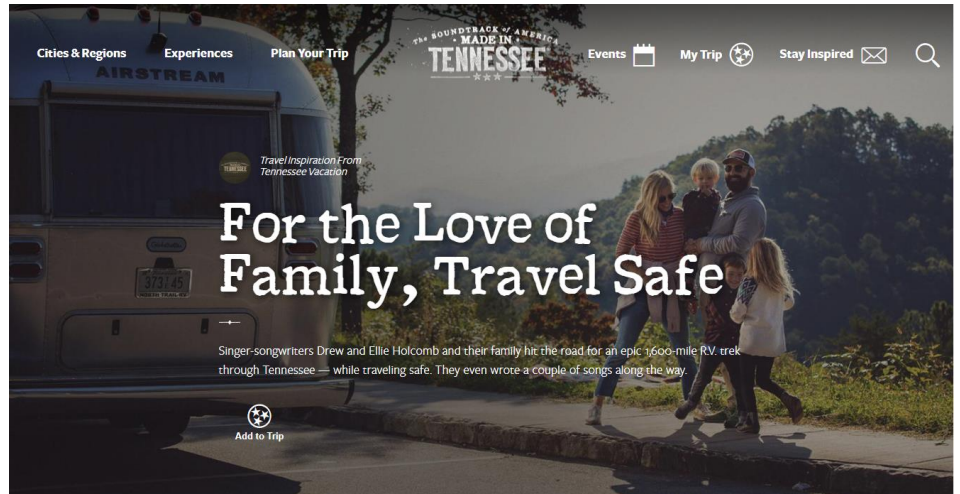 Cities & Regions
Experiences
Plan Your Trip
The SOUNDTRACK of AMERICA
• MADE IN •
TENNESSEE
Events
My Trip
Stay Inspired
AIRSTREAM
Travel Inspiration From
Tennessee Vacation
For the Love of
Family, Travel Safe
Singer-songwriters Drew and Ellie Holcomb and their family hit the road for an epic 1,600-mile R.V. trek
through Tennessee — while traveling safe. They even wrote a couple of songs along the way.
Add to Trip